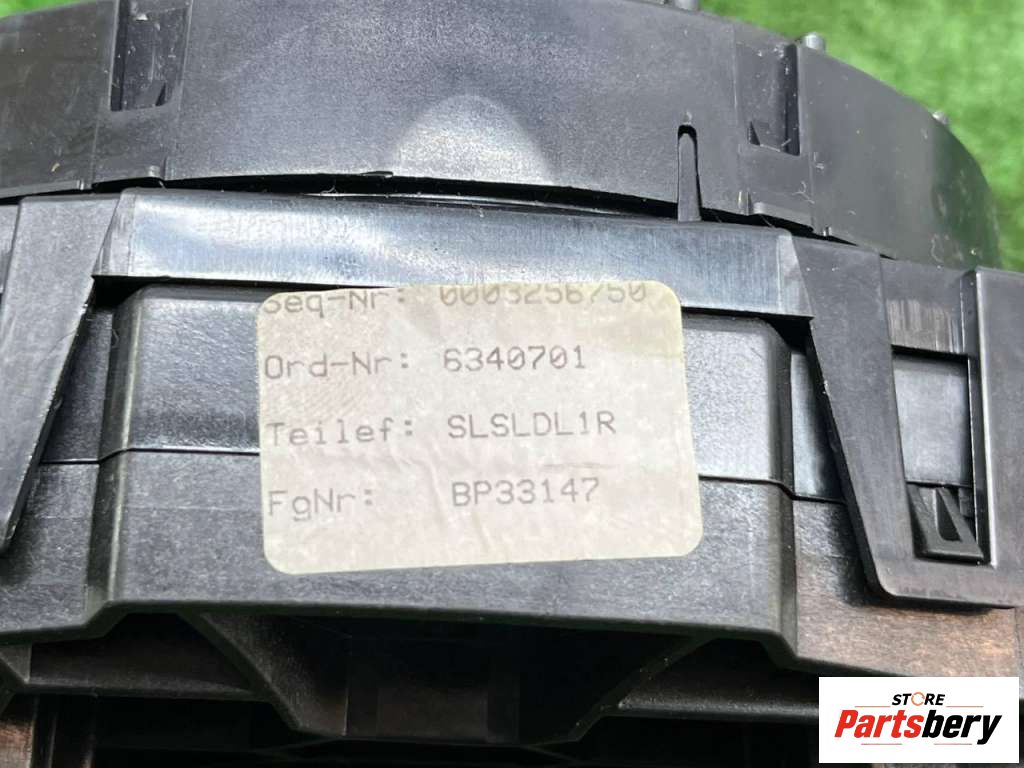 Seq-Nr: 0003256750
Ord-Nr: 6340701
Teilef: SLSLDL1R
FgNr: BP33147
STORE
Partsbery